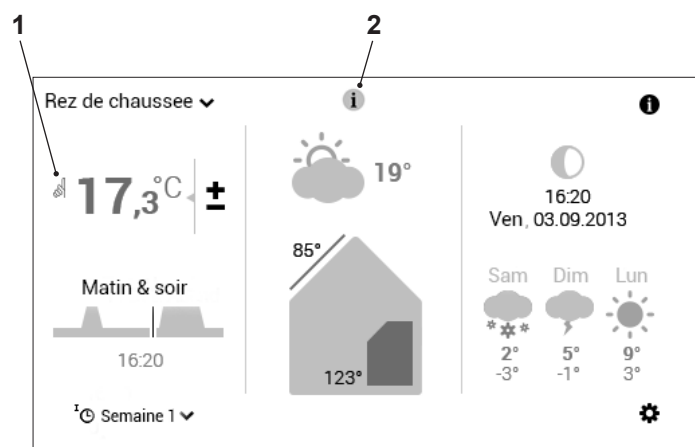 1 2
Rez de chaussee
i i
17,3°C ±
19°
16:20
Ven, 03.09.2013
85°
Matin & soir
Sam Dim Lun
16:20
123°
2° 5° 9°
-3° -1° 3°
I Semaine 1